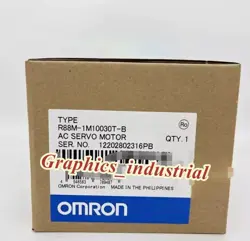 TYPE
R88M-1M10030T-B
AC SERVO MOTOR
SER. NO. 12202802316PB
QTY. 1
Ro
Graphics_industrial
OMRON Corporation MADE IN THE PHILIPPINES
OMRON